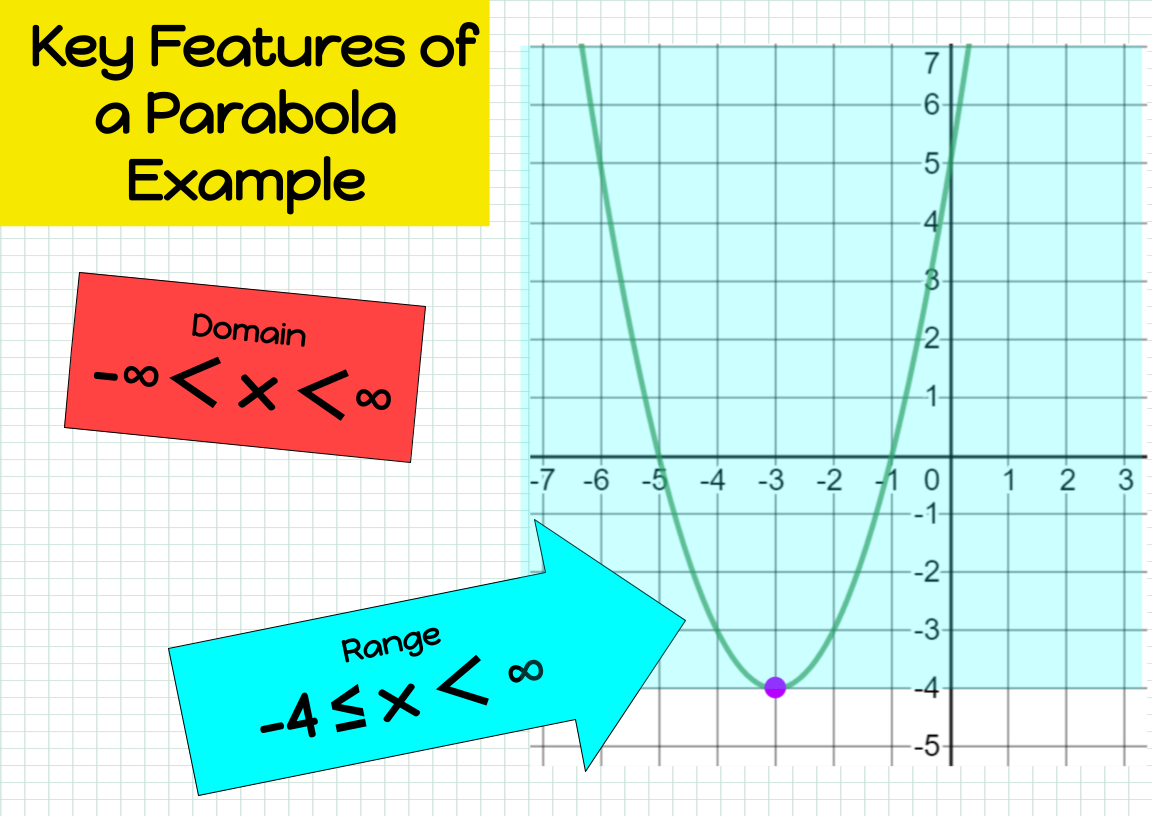 Key Features of
a Parabola
Example
Domain
-∞ < x < ∞
Range
-4 ≤ x < ∞
7
6
5
4
3
2
1
-7 -6 -5 -4 -3 -2 -1 0 1 2 3
-1
-2
-3
-4
-5